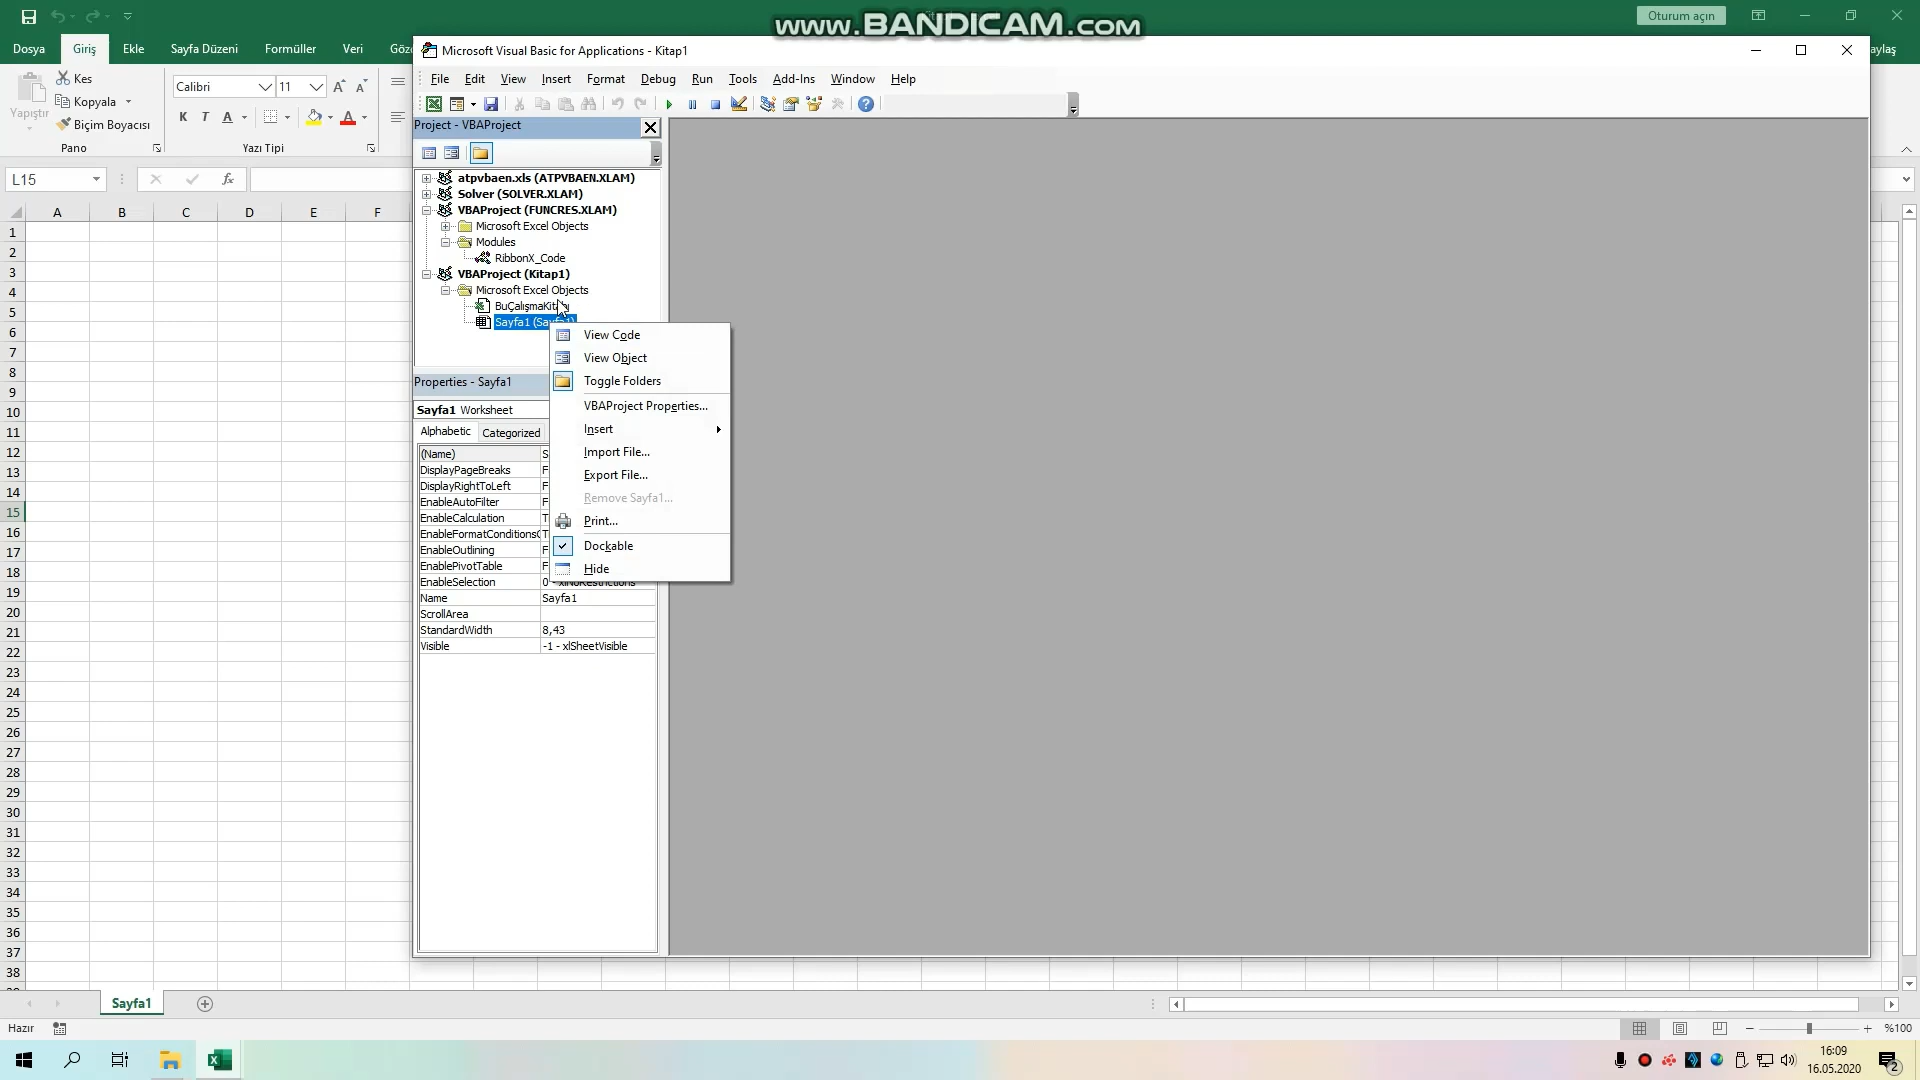 www.BANDICAM.com
Oturum açın
Dosya Giriş Ekle Sayfa Düzeni Formüller Veri
aylaş
Kes
Kopyala
Biçim Boyacısı
Yapıştır
Pano
Calibri 11
K T A
Yazı Tipi
L15
fx
A B C D E F
1
2
3
4
5
6
7
8
9
10
11
12
13
14
15
16
17
18
19
20
21
22
23
24
25
26
27
28
29
30
31
32
33
34
35
36
37
38
Microsoft Visual Basic for Applications - Kitap1
File Edit View Insert Format Debug Run Tools Add-Ins Window Help
Project - VBAProject
atpvbaen.xls (ATPVBAEN.XLAM)
Solver (SOLVER.XLAM)
VBAProject (FUNCRES.XLAM)
Microsoft Excel Objects
Modules
RibbonX_Code
VBAProject (Kitap1)
Microsoft Excel Objects
BuÇalışmaKitabı
Sayfa1 (Sayfa1)
View Code
View Object
Toggle Folders
VBAProject Properties...
Insert
Import File...
Export File...
Remove Sayfa1...
Print...
Dockable
Hide
Properties - Sayfa1
Sayfa1 Worksheet
Alphabetic Categorized
(Name) S
DisplayPageBreaks F
DisplayRightToLeft F
EnableAutoFilter F
EnableCalculation T
EnableFormatConditionsC T
EnableOutlining F
EnablePivotTable F
EnableSelection 0 - xlNoRestrictions
Name Sayfa1
ScrollArea
StandardWidth 8,43
Visible -1 - xlSheetVisible
Sayfa1
Hazır
%100
16:09
16.05.2020
2